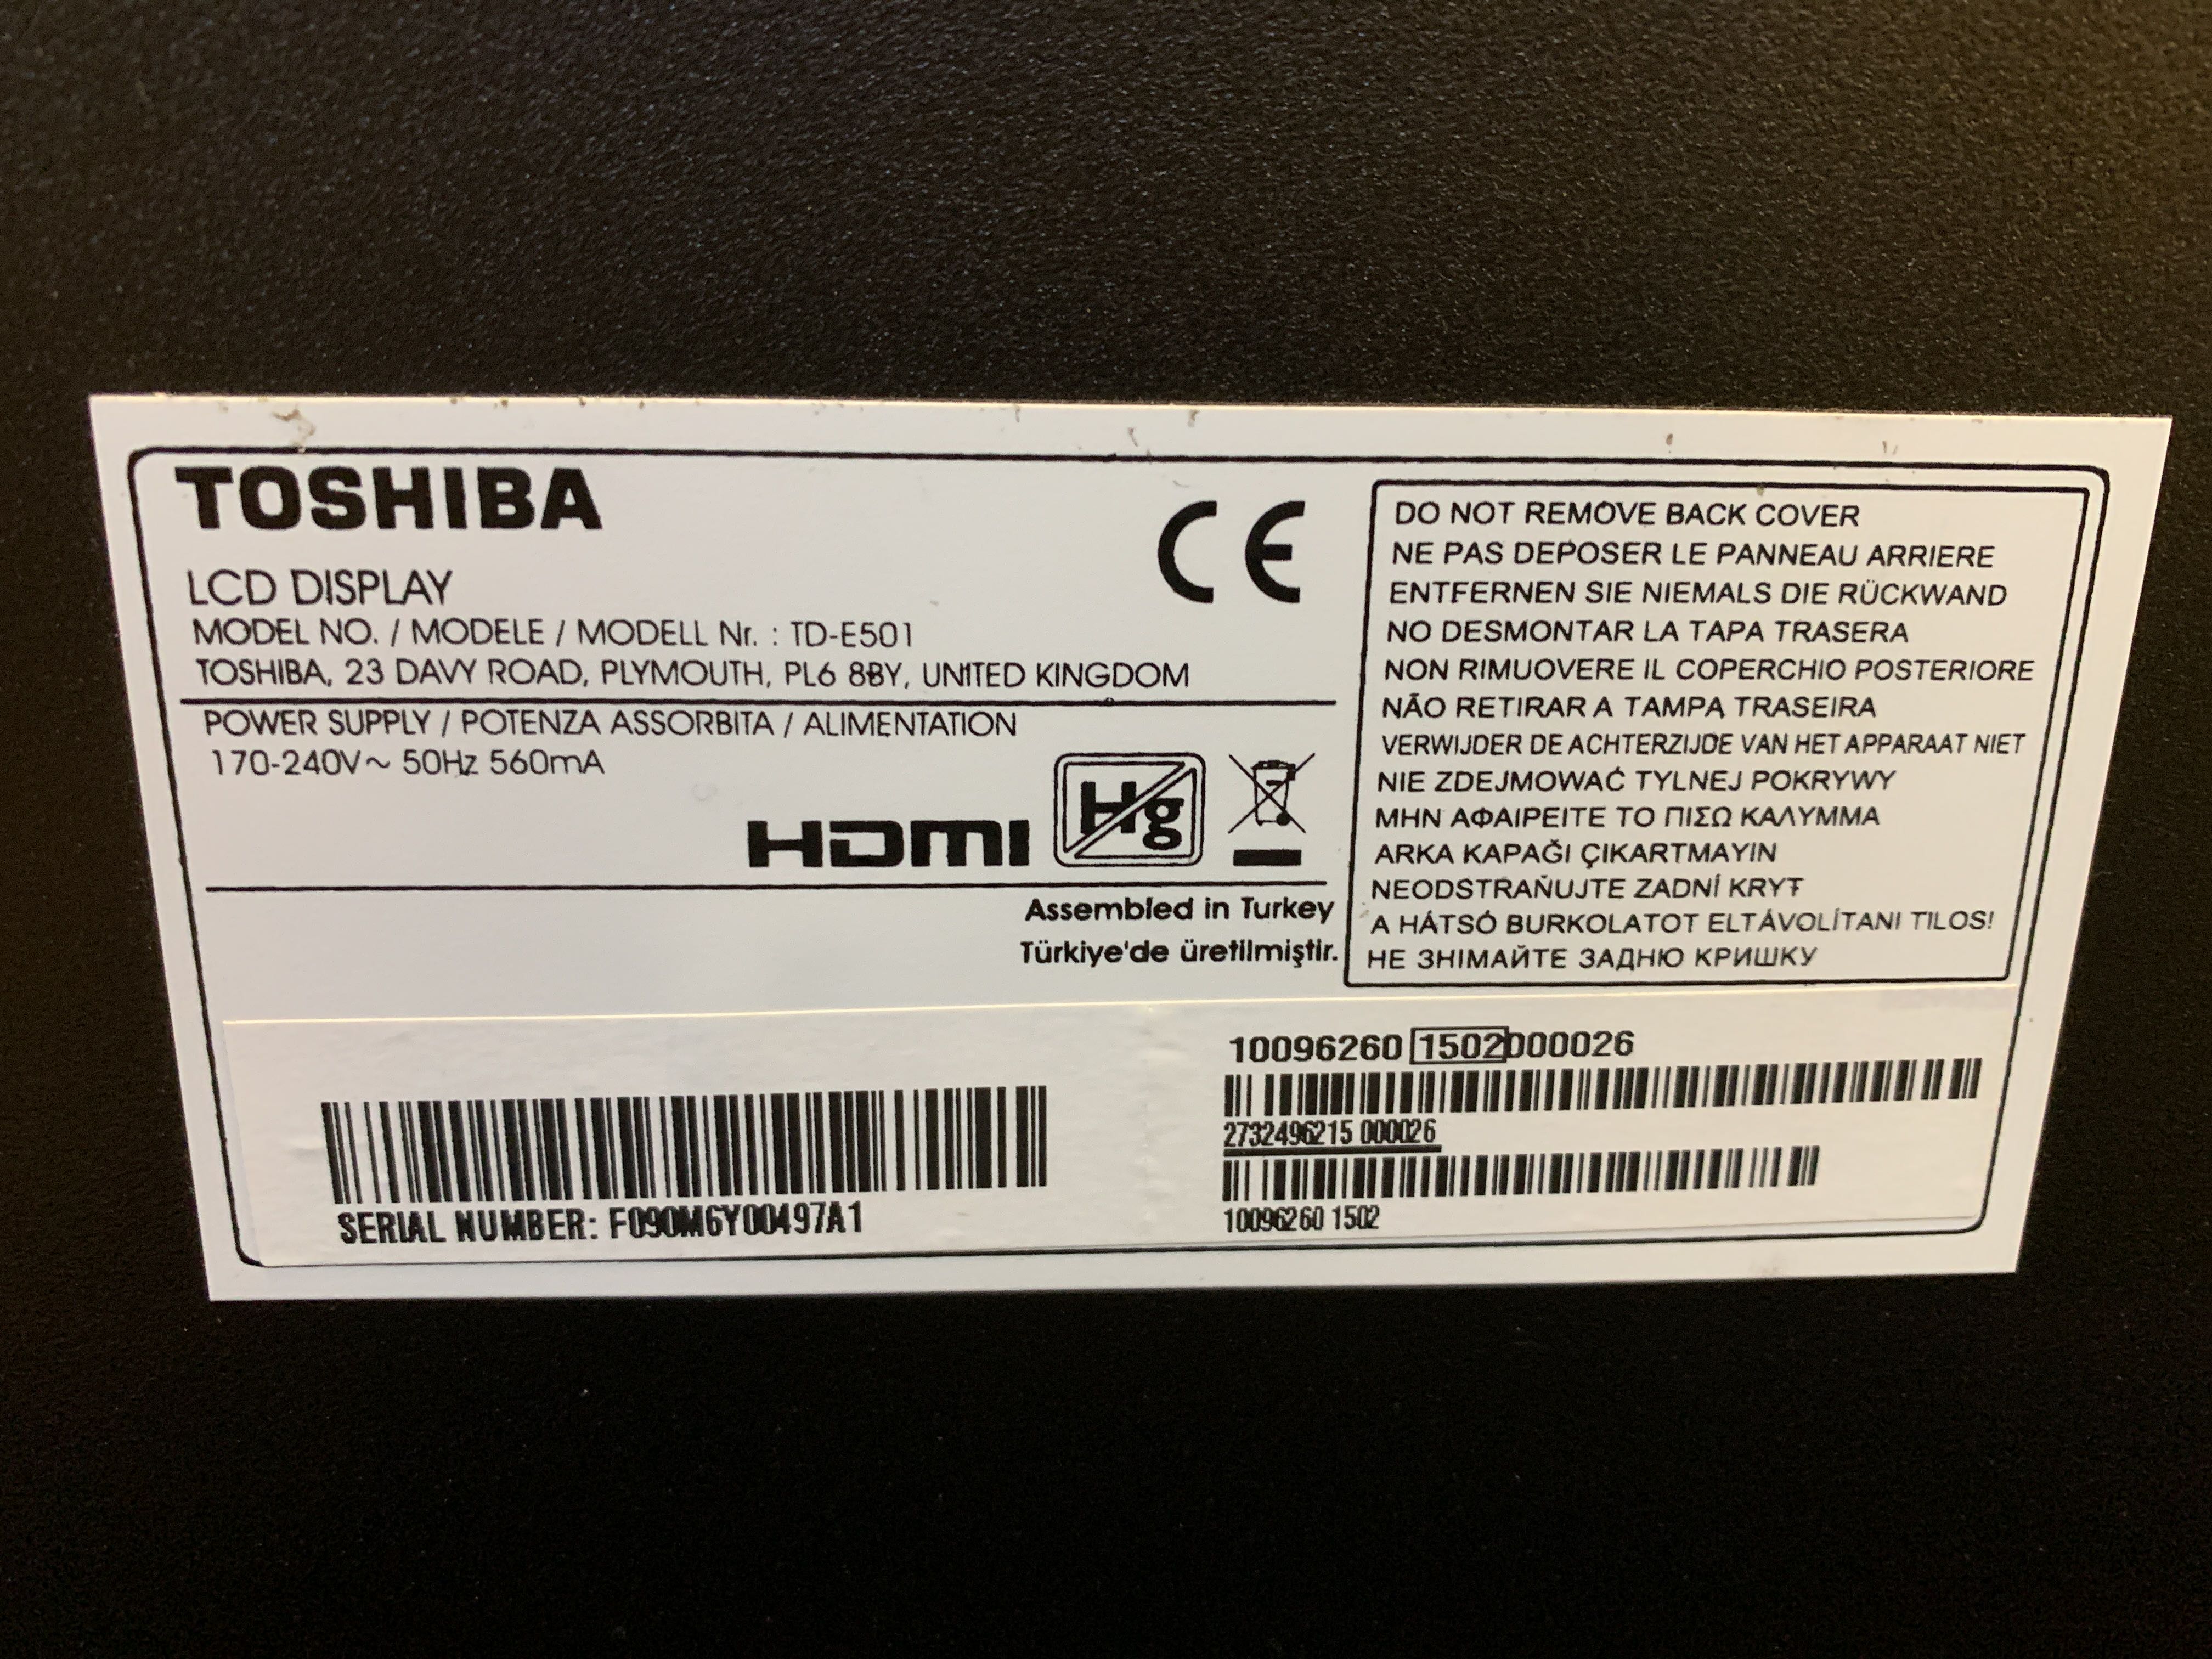 TOSHIBA
LCD DISPLAY
MODEL NO. / MODELE / MODELL Nr. : TD-E501
TOSHIBA, 23 DAVY ROAD, PLYMOUTH, PL6 8BY, UNITED KINGDOM
POWER SUPPLY / POTENZA ASSORBITA / ALIMENTATION
170-240V~ 50Hz 560mA
CE
HDMI
Hg
Assembled in Turkey
Türkiye'de üretilmiştir.
DO NOT REMOVE BACK COVER
NE PAS DEPOSER LE PANNEAU ARRIERE
ENTFERNEN SIE NIEMALS DIE RÜCKWAND
NO DESMONTAR LA TAPA TRASERA
NON RIMUOVERE IL COPERCHIO POSTERIORE
NÃO RETIRAR A TAMPA TRASEIRA
VERWIJDER DE ACHTERZIJDE VAN HET APPARAAT NIET
NIE ZDEJMOWAĆ TYLNEJ POKRYWY
ΜΗΝ ΑΦΑΙΡΕΙΤΕ ΤΟ ΠΙΣΩ ΚΑΛΥΜΜΑ
ARKA KAPAĞI ÇIKARTMAYIN
NEODSTRAŇUJTE ZADNÍ KRYT
A HÁTSÓ BURKOLATOT ELTÁVOLÍTANI TILOS!
НЕ ЗНІМАЙТЕ ЗАДНЮ КРИШКУ
SERIAL NUMBER: F090M6Y00497A1
10096260 1502000026
2732496215 000026
10096260 1502